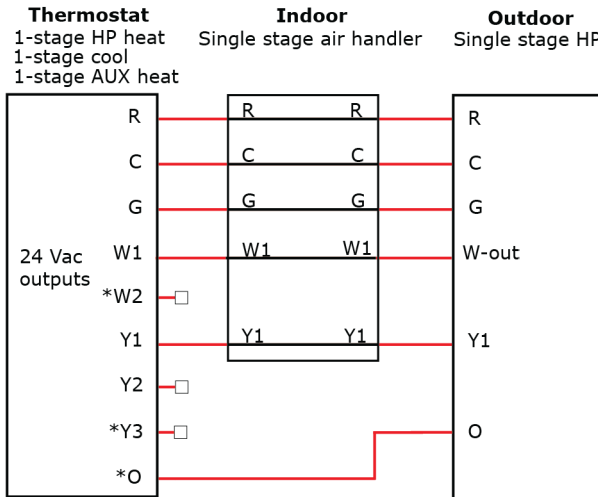 Thermostat
1-stage HP heat
1-stage cool
1-stage AUX heat
Indoor
Single stage air handler
Outdoor
Single stage HP
R R R R
C C C C
G G G G
W1 W1 W1 W-out
24 Vac
outputs
*W2
Y1 Y1 Y1 Y1
Y2
*Y3
O
*O